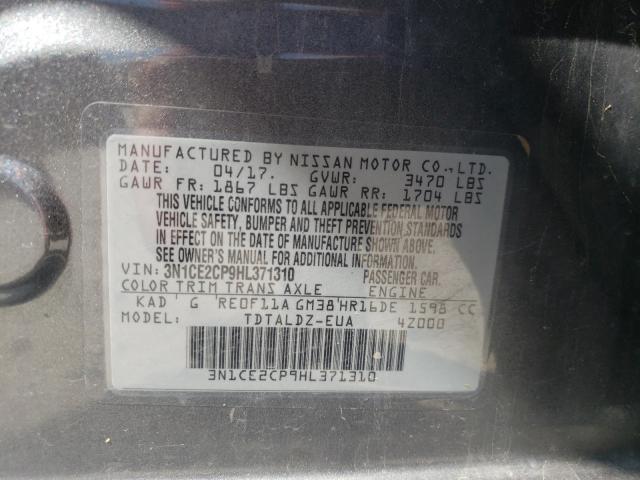 MANUFACTURED BY NISSAN MOTOR CO.,LTD.
DATE: 04/17. GVWR: 3470 LBS
GAWR FR: 1867 LBS GAWR RR: 1704 LBS
THIS VEHICLE CONFORMS TO ALL APPLICABLE FEDERAL MOTOR
VEHICLE SAFETY, BUMPER AND THEFT PREVENTION STANDARDS
IN EFFECT ON THE DATE OF MANUFACTURE SHOWN ABOVE.
SEE OWNER'S MANUAL FOR ADDITIONAL INFORMATION.
VIN: 3N1CE2CP9HL371310 PASSENGER CAR.
COLOR TRIM TRANS AXLE ENGINE
KAD G RE0F11A GM38 HR16DE 1598 CC
MODEL: TDTALDZ-EUA 4Z000
3N1CE2CP9HL371310